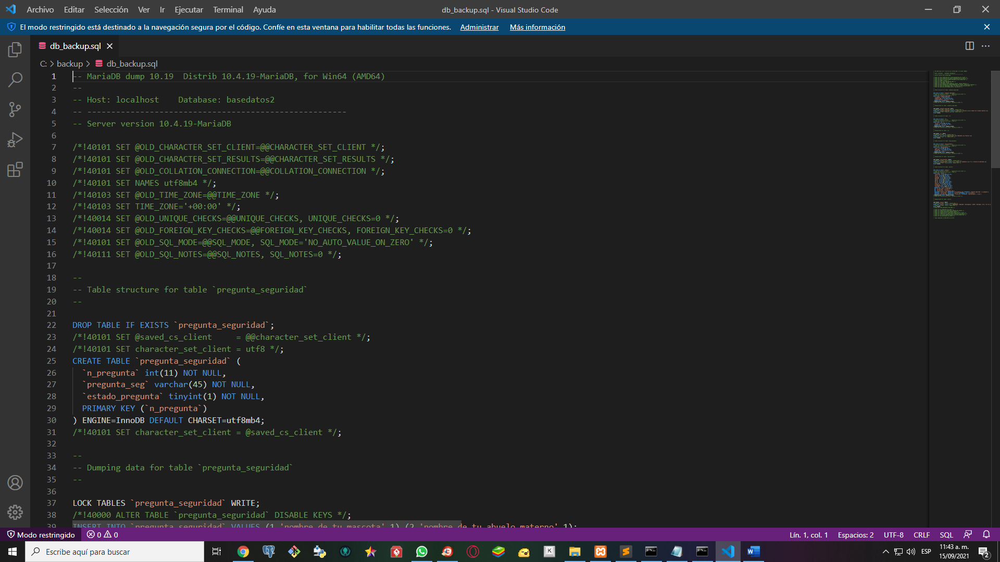 Archivo Editar Selección Ver Ir Ejecutar Terminal Ayuda db_backup.sql - Visual Studio Code
El modo restringido está destinado a la navegación segura por el código. Confíe en esta ventana para habilitar todas las funciones. Administrar Más información
db_backup.sql
C: > backup > db_backup.sql
1 -- MariaDB dump 10.19  Distrib 10.4.19-MariaDB, for Win64 (AMD64)
2 --
3 -- Host: localhost    Database: basedatos2
4 -- ------------------------------------------------------
5 -- Server version 10.4.19-MariaDB
6
7 /*!40101 SET @OLD_CHARACTER_SET_CLIENT=@@CHARACTER_SET_CLIENT */;
8 /*!40101 SET @OLD_CHARACTER_SET_RESULTS=@@CHARACTER_SET_RESULTS */;
9 /*!40101 SET @OLD_COLLATION_CONNECTION=@@COLLATION_CONNECTION */;
10 /*!40101 SET NAMES utf8mb4 */;
11 /*!40103 SET @OLD_TIME_ZONE=@@TIME_ZONE */;
12 /*!40103 SET TIME_ZONE='+00:00' */;
13 /*!40014 SET @OLD_UNIQUE_CHECKS=@@UNIQUE_CHECKS, UNIQUE_CHECKS=0 */;
14 /*!40014 SET @OLD_FOREIGN_KEY_CHECKS=@@FOREIGN_KEY_CHECKS, FOREIGN_KEY_CHECKS=0 */;
15 /*!40101 SET @OLD_SQL_MODE=@@SQL_MODE, SQL_MODE='NO_AUTO_VALUE_ON_ZERO' */;
16 /*!40111 SET @OLD_SQL_NOTES=@@SQL_NOTES, SQL_NOTES=0 */;
17
18 --
19 -- Table structure for table `pregunta_seguridad`
20 --
21
22 DROP TABLE IF EXISTS `pregunta_seguridad`;
23 /*!40101 SET @saved_cs_client     = @@character_set_client */;
24 /*!40101 SET character_set_client = utf8 */;
25 CREATE TABLE `pregunta_seguridad` (
26   `n_pregunta` int(11) NOT NULL,
27   `pregunta_seg` varchar(45) NOT NULL,
28   `estado_pregunta` tinyint(1) NOT NULL,
29   PRIMARY KEY (`n_pregunta`)
30 ) ENGINE=InnoDB DEFAULT CHARSET=utf8mb4;
31 /*!40101 SET character_set_client = @saved_cs_client */;
32
33 --
34 -- Dumping data for table `pregunta_seguridad`
35 --
36
37 LOCK TABLES `pregunta_seguridad` WRITE;
38 /*!40000 ALTER TABLE `pregunta_seguridad` DISABLE KEYS */;
39 INSERT INTO `pregunta_seguridad` VALUES (1,'nombre de tu mascota',1),(2,'nombre de tu abuelo materno',1);
Modo restringido 0 0 Lín. 1, col. 1 Espacios: 2 UTF-8 CRLF SQL
Escribe aquí para buscar ESP 11:43 a. m.
15/09/2021 2